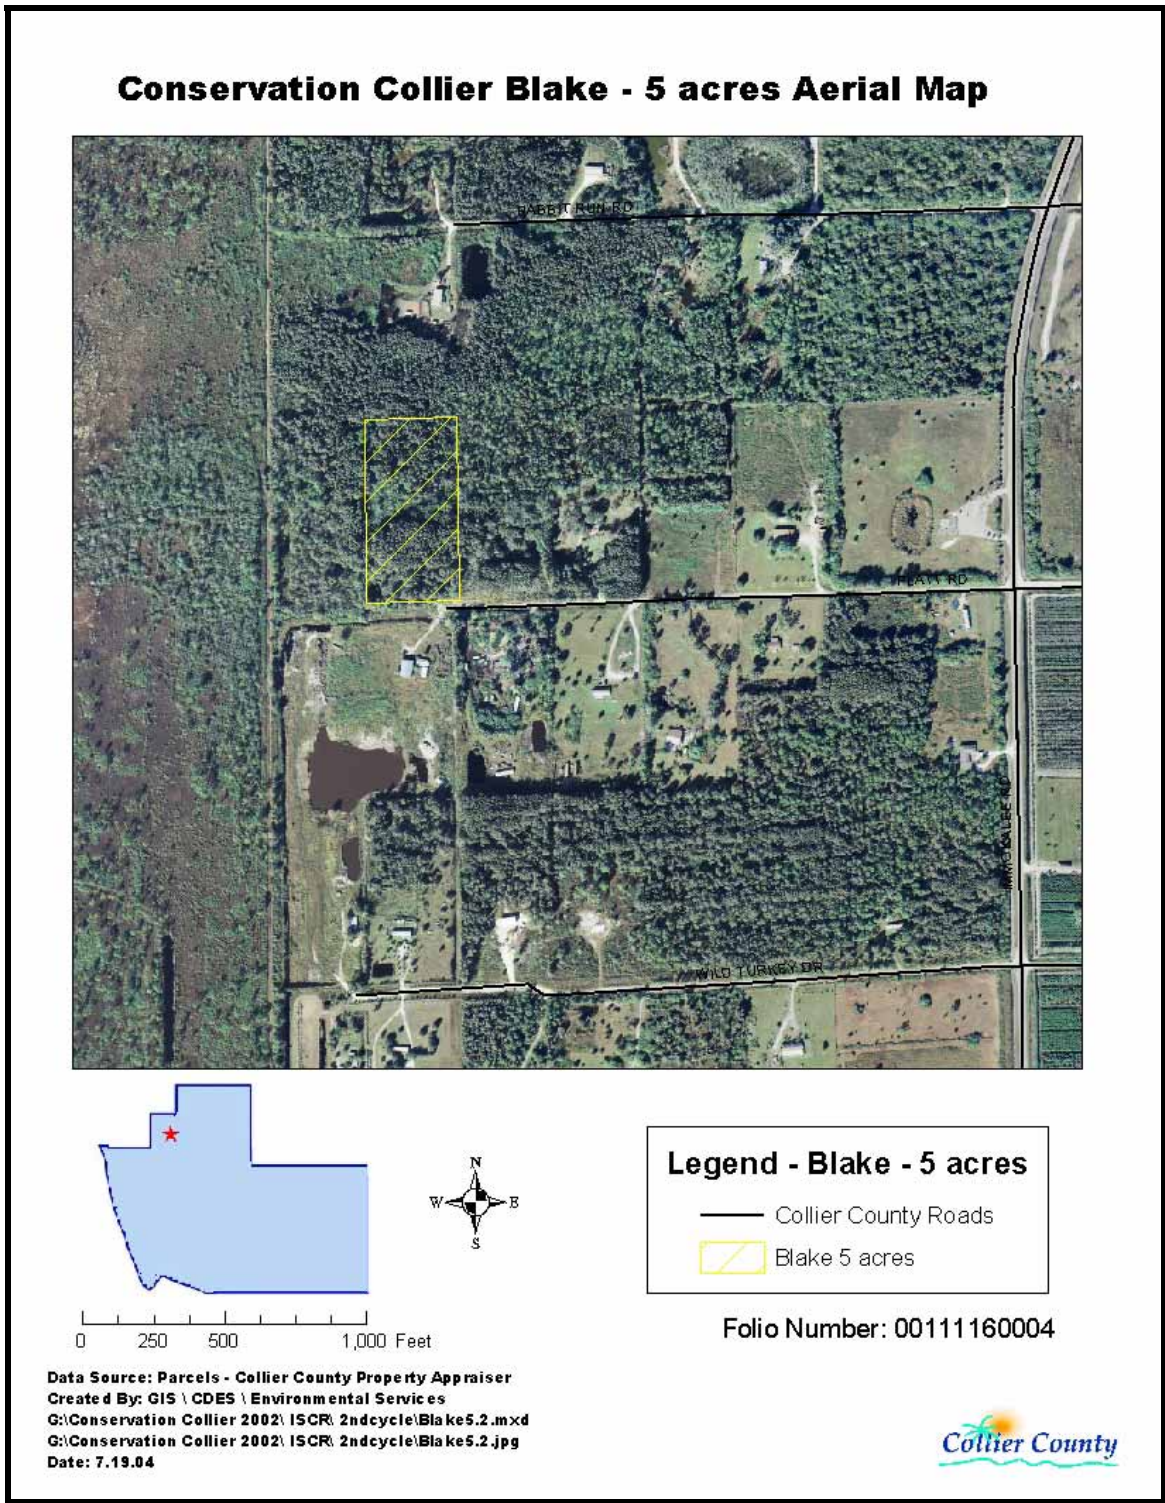 Conservation Collier Blake - 5 acres Aerial Map
RABBIT RUN RD
PLATT RD
IMMOKALEE RD
WILD TURKEY DR
N
W E
S
Legend - Blake - 5 acres
Collier County Roads
Blake 5 acres
0 250 500 1,000 Feet
Folio Number: 00111160004
Data Source: Parcels - Collier County Property Appraiser
Created By: GIS \ CDES \ Environmental Services
G:\Conservation Collier 2002\ ISCR\ 2ndcycle\Blake5.2.mxd
G:\Conservation Collier 2002\ ISCR\ 2ndcycle\Blake5.2.jpg
Date: 7.19.04
Collier County